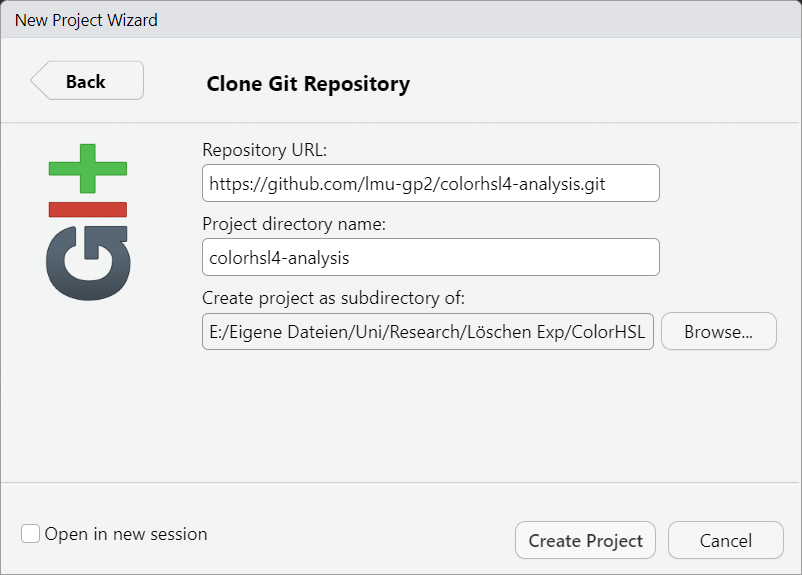 New Project Wizard
Back
Clone Git Repository
GIt
Repository URL:
https://github.com/lmu-gp2/colorhsl4-analysis.git
Project directory name:
colorhsl4-analysis
Create project as subdirectory of:
E:/Eigene Dateien/Uni/Research/Löschen Exp/ColorHSL
Browse...
Open in new session
Create Project
Cancel